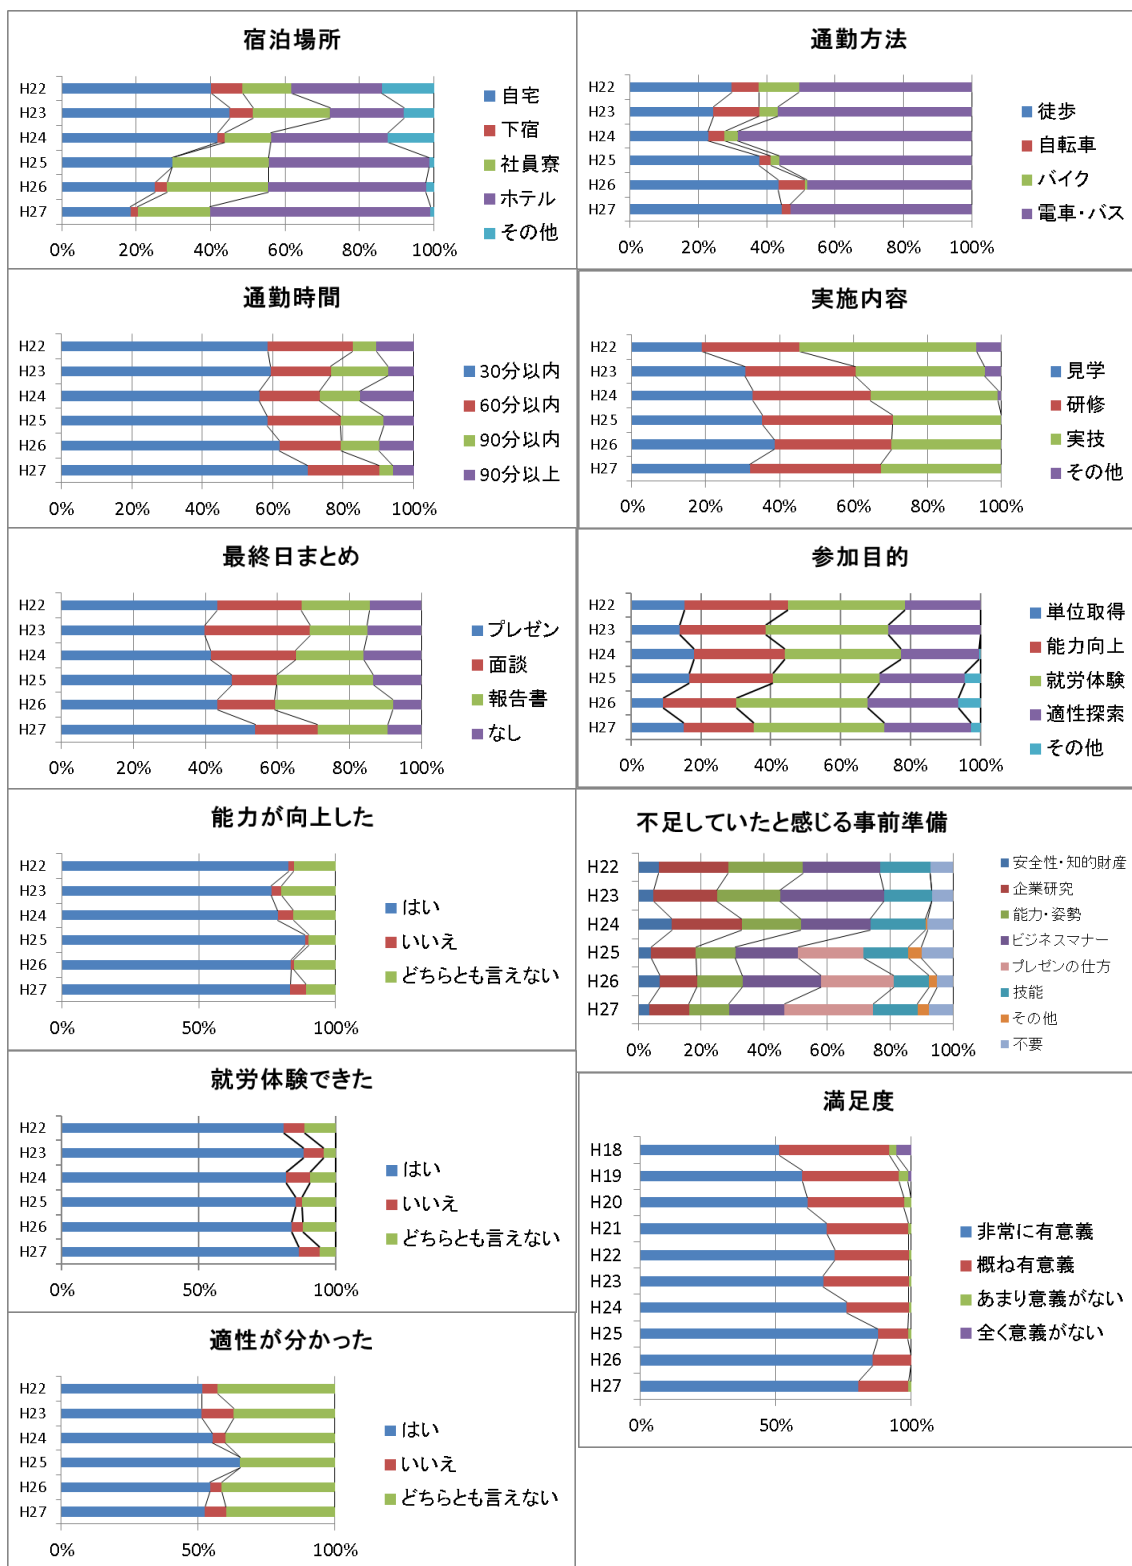 宿泊場所
H22
H23
H24
H25
H26
H27
0% 20% 40% 60% 80% 100%
自宅
下宿
社員寮
ホテル
その他
通勤方法
H22
H23
H24
H25
H26
H27
0% 20% 40% 60% 80% 100%
徒歩
自転車
バイク
電車・バス
通勤時間
H22
H23
H24
H25
H26
H27
0% 20% 40% 60% 80% 100%
30分以内
60分以内
90分以内
90分以上
実施内容
H22
H23
H24
H25
H26
H27
0% 20% 40% 60% 80% 100%
見学
研修
実技
その他
最終日まとめ
H22
H23
H24
H25
H26
H27
0% 20% 40% 60% 80% 100%
プレゼン
面談
報告書
なし
参加目的
H22
H23
H24
H25
H26
H27
0% 20% 40% 60% 80% 100%
単位取得
能力向上
就労体験
適性探索
その他
能力が向上した
H22
H23
H24
H25
H26
H27
0% 50% 100%
はい
いいえ
どちらとも言えない
不足していたと感じる事前準備
H22
H23
H24
H25
H26
H27
0% 20% 40% 60% 80% 100%
安全性・知的財産
企業研究
能力・姿勢
ビジネスマナー
プレゼンの仕方
技能
その他
不要
就労体験できた
H22
H23
H24
H25
H26
H27
0% 50% 100%
はい
いいえ
どちらとも言えない
満足度
H18
H19
H20
H21
H22
H23
H24
H25
H26
H27
0% 50% 100%
非常に有意義
概ね有意義
あまり意義がない
全く意義がない
適性が分かった
H22
H23
H24
H25
H26
H27
0% 50% 100%
はい
いいえ
どちらとも言えない